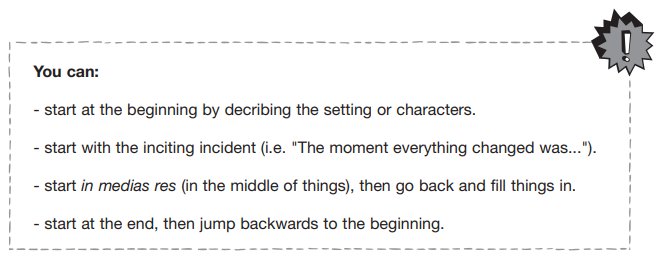 !
You can:
- start at the beginning by decribing the setting or characters.
- start with the inciting incident (i.e. "The moment everything changed was...").
- start in medias res (in the middle of things), then go back and fill things in.
- start at the end, then jump backwards to the beginning.